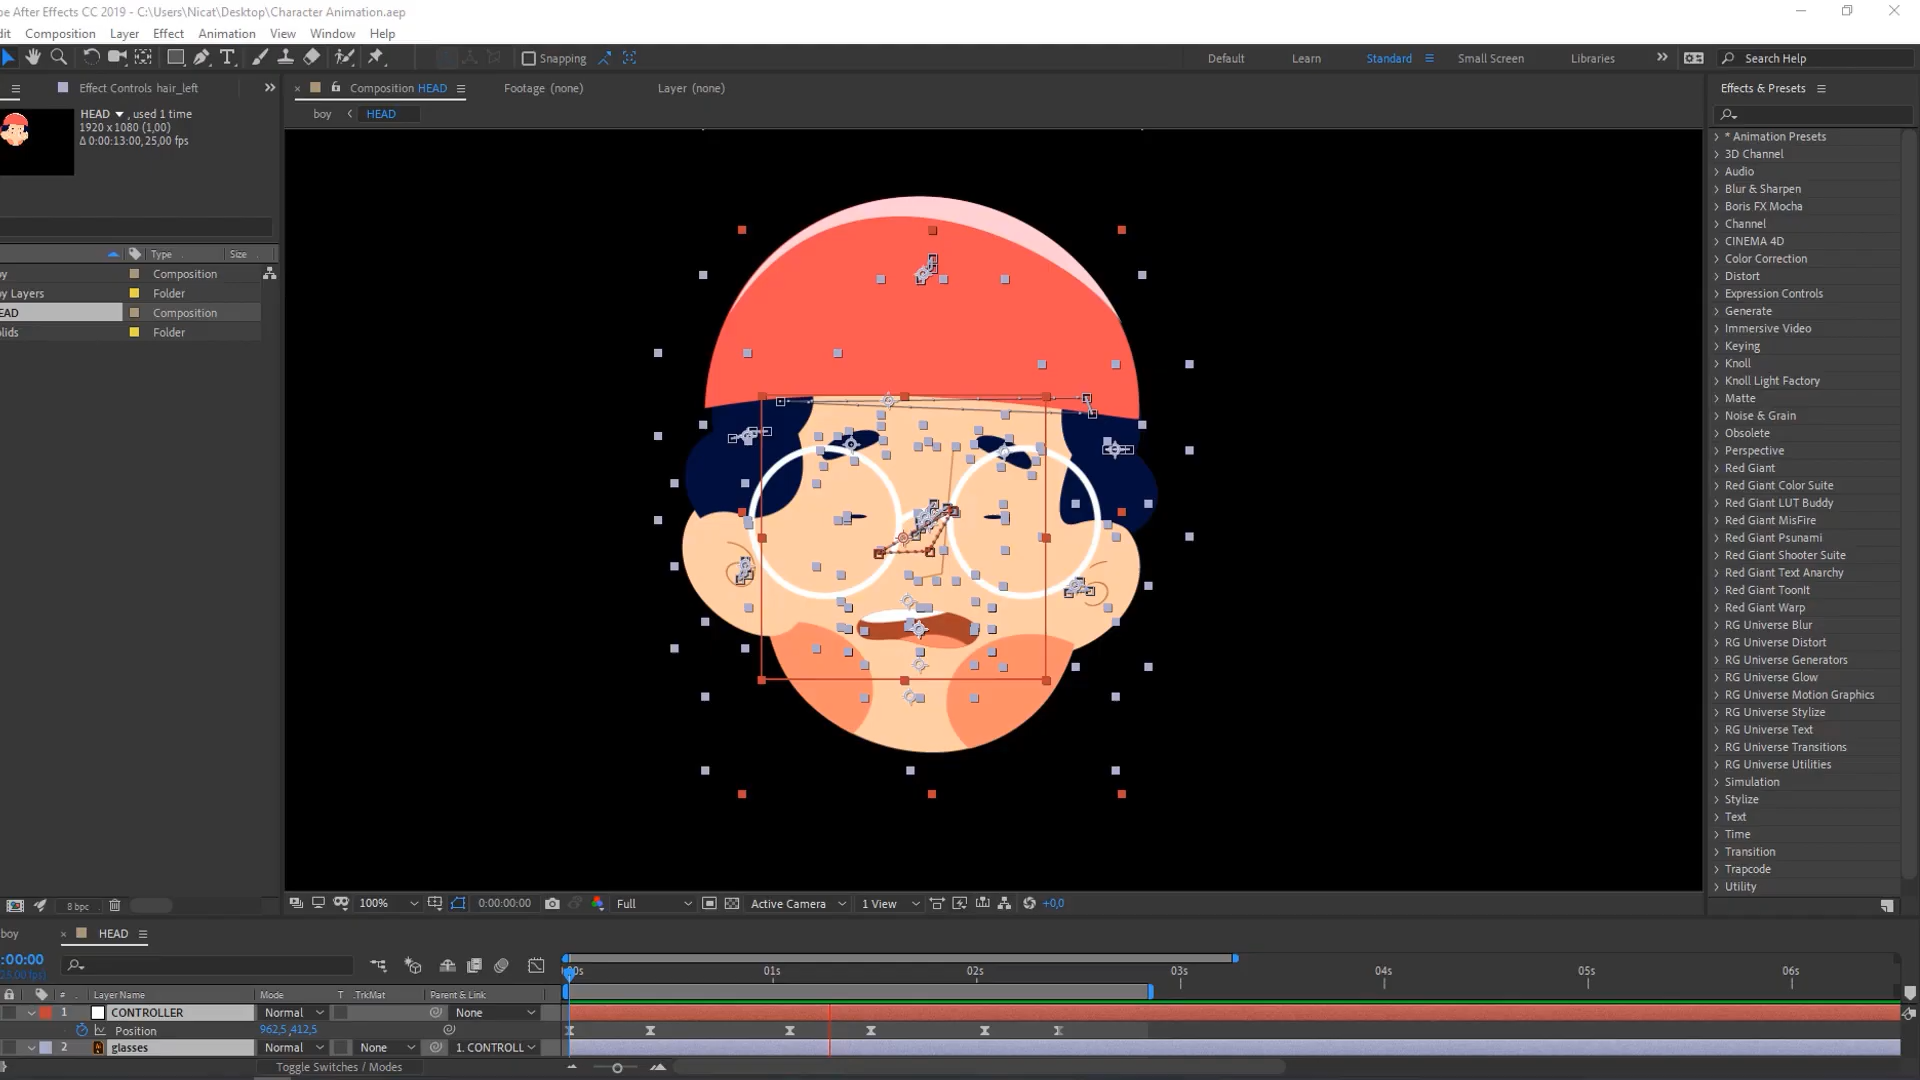 pe After Effects CC 2019 - C:\Users\Nicat\Desktop\Character Animation.aep
dit Composition Layer Effect Animation View Window Help
Snapping
Default Learn Standard Small Screen Libraries Search Help
Effect Controls hair_left
Composition HEAD Footage (none) Layer (none)
Effects & Presets
HEAD , used 1 time
1920 x 1080 (1,00)
Δ 0:00:13:00, 25,00 fps
boy HEAD
Type Size
oy Composition
oy Layers Folder
EAD Composition
olids Folder
* Animation Presets
3D Channel
Audio
Blur & Sharpen
Boris FX Mocha
Channel
CINEMA 4D
Color Correction
Distort
Expression Controls
Generate
Immersive Video
Keying
Knoll
Knoll Light Factory
Matte
Noise & Grain
Obsolete
Perspective
Red Giant
Red Giant Color Suite
Red Giant LUT Buddy
Red Giant MisFire
Red Giant Psunami
Red Giant Shooter Suite
Red Giant Text Anarchy
Red Giant ToonIt
Red Giant Warp
RG Universe Blur
RG Universe Distort
RG Universe Generators
RG Universe Glow
RG Universe Motion Graphics
RG Universe Stylize
RG Universe Text
RG Universe Transitions
RG Universe Utilities
Simulation
Stylize
Text
Time
Transition
Trapcode
Utility
8 bpc
100% 0:00:00:00 Full Active Camera 1 View +0,0
boy HEAD
:00:00
00s 01s 02s 03s 04s 05s 06s
# Layer Name Mode T .TrkMat Parent & Link
1 CONTROLLER Normal None
Position 962,5,412,5
2 glasses Normal None 1. CONTROLL
Toggle Switches / Modes